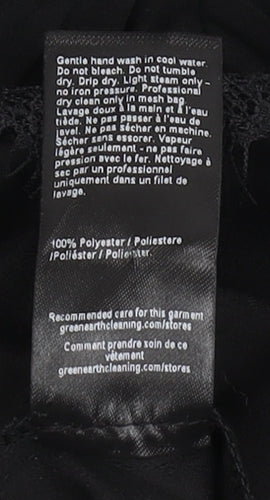 Gentle hand wash in cool water.
Do not bleach. Do not tumble
dry. Drip dry. Light steam only -
no iron pressure. Professional
dry clean only in mesh bag.
Lavage doux à la main et à l'eau
tiède. Ne pas passer à l'eau de
javel. Ne pas sécher en machine.
Sécher sans essorer. Vapeur
légère seulement - ne pas faire
pression avec le fer. Nettoyage à
sec par un professionnel
uniquement dans un filet de
lavage.
100% Polyester / Poliestere
/Poliéster / Polyester.
Recommended care for this garment
greenearthcleaning.com/stores
Comment prendre soin de ce
vêtement
greenearthcleaning.com/stores